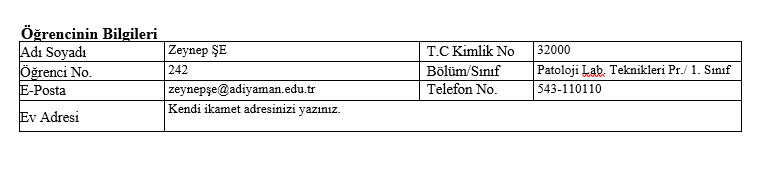 Öğrencinin Bilgileri
Adı Soyadı Zeynep ŞE T.C Kimlik No 32000
Öğrenci No. 242 Bölüm/Sınıf Patoloji Lab. Teknikleri Pr./ 1. Sınıf
E-Posta zeynepşe@adiyaman.edu.tr Telefon No. 543-110110
Ev Adresi Kendi ikamet adresinizi yazınız.